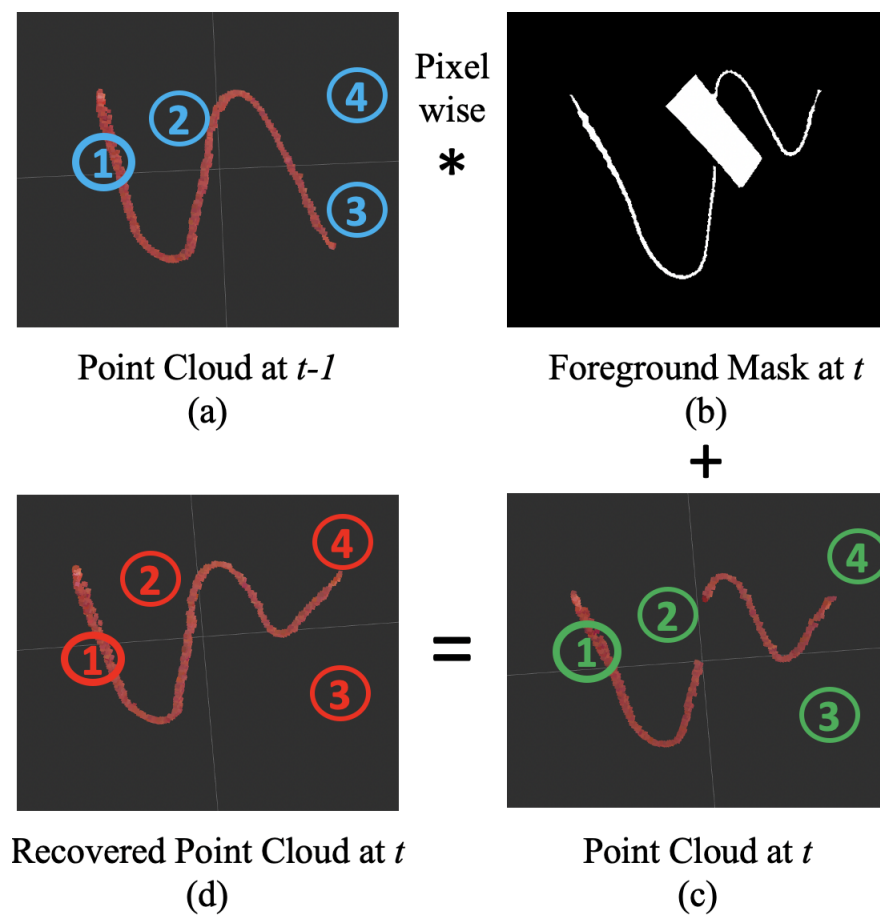 1
2
4
3
Pixel
wise
*
Point Cloud at t-1
(a)
Foreground Mask at t
(b)
+
1
2
4
3
=
1
2
4
3
Recovered Point Cloud at t
(d)
Point Cloud at t
(c)